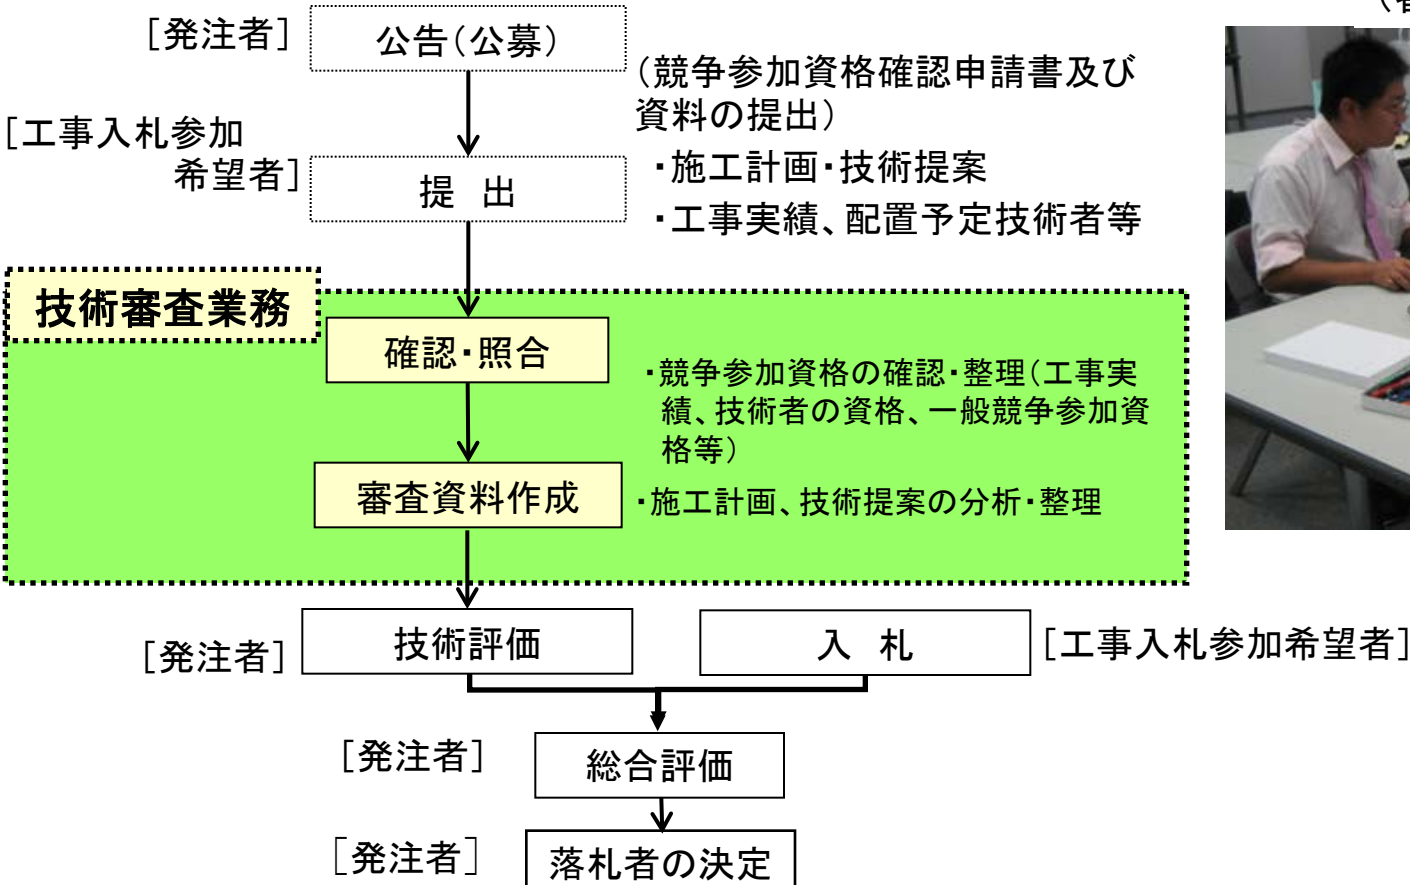 ［発注者］
公告（公募）
（競争参加資格確認申請書及び
資料の提出）
［工事入札参加
希望者］
提 出
・施工計画・技術提案
・工事実績、配置予定技術者等
技術審査業務
確認・照合
・競争参加資格の確認・整理（工事実
績、技術者の資格、一般競争参加資
格等）
審査資料作成
・施工計画、技術提案の分析・整理
［発注者］
技術評価
入 札
［工事入札参加希望者］
［発注者］
総合評価
［発注者］
落札者の決定